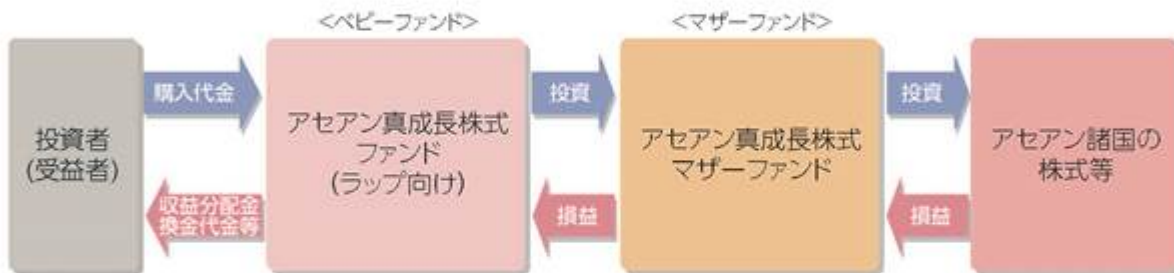 ＜ベビーファンド＞
＜マザーファンド＞
投資者
(受益者)
購入代金
収益分配金
換金代金等
アセアン真成長株式
ファンド
(ラップ向け)
投資
損益
アセアン真成長株式
マザーファンド
投資
損益
アセアン諸国の
株式等